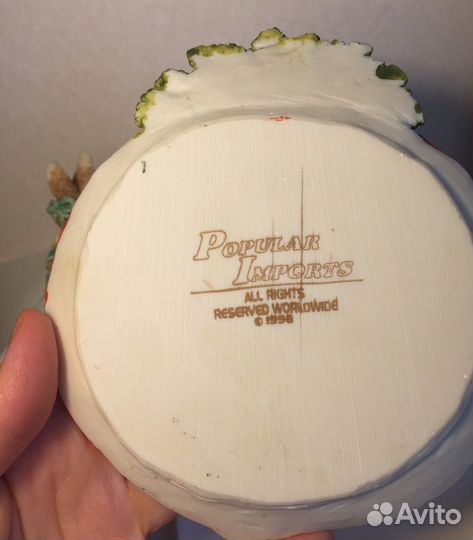 POPULAR
IMPORTS
ALL RIGHTS
RESERVED WORLDWIDE
© 1996
Avito